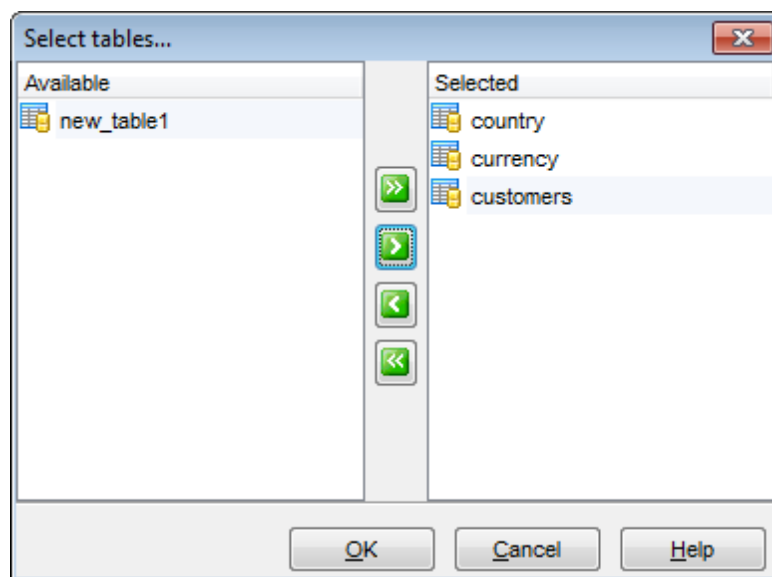 Select tables...
Available
new_table1
Selected
country
currency
customers
OK
Cancel
Help